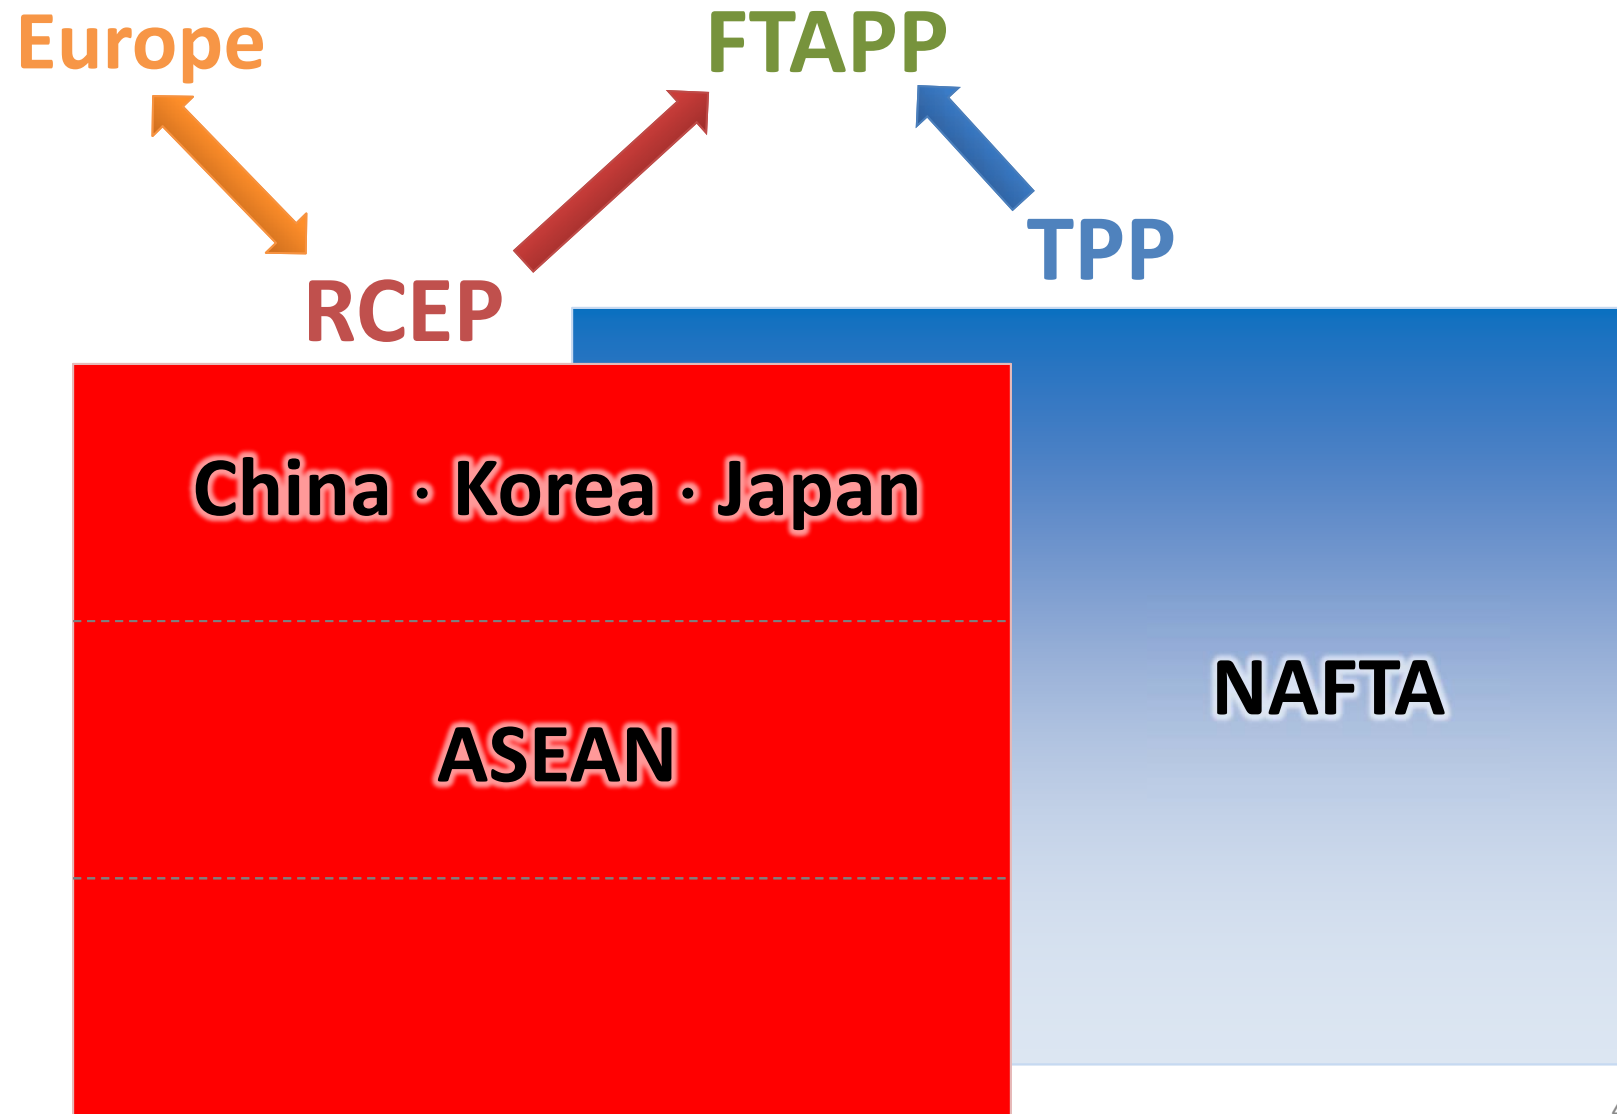 Europe
FTAPP
TPP
RCEP
China · Korea · Japan
NAFTA
ASEAN